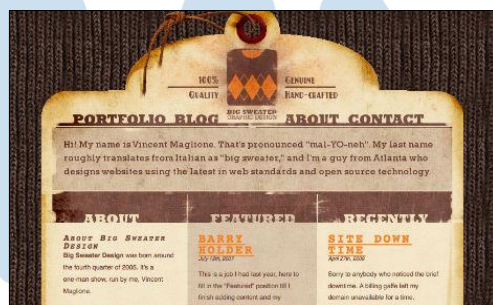 100% GENUINE
QUALITY HAND-CRAFTED
BIG SWEATER
GRAPHIC DESIGN
PORTFOLIO BLOG ABOUT CONTACT
Hi! My name is Vincent Maglione. That's pronounced "mal-YO-neh". My last name
roughly translates from Italian as "big sweater," and I'm a guy from Atlanta who
designs websites using the latest in web standards and open source technology.
ABOUT
ABOUT BIG SWEATER
DESIGN
Big Sweater Design was born around
the fourth quarter of 2005. It's a
one-man show, run by me, Vincent
Maglione.
FEATURED
BARRY
HOLDER
July 12th, 2007
This is a job I had last year, here to
fill in the "Featured" position till I
finish adding content and my
RECENTLY
SITE DOWN
TIME
April 27th, 2006
Sorry to anybody who noticed the brief
downtime. A billing gaffe left my
domain unavailable for a time.